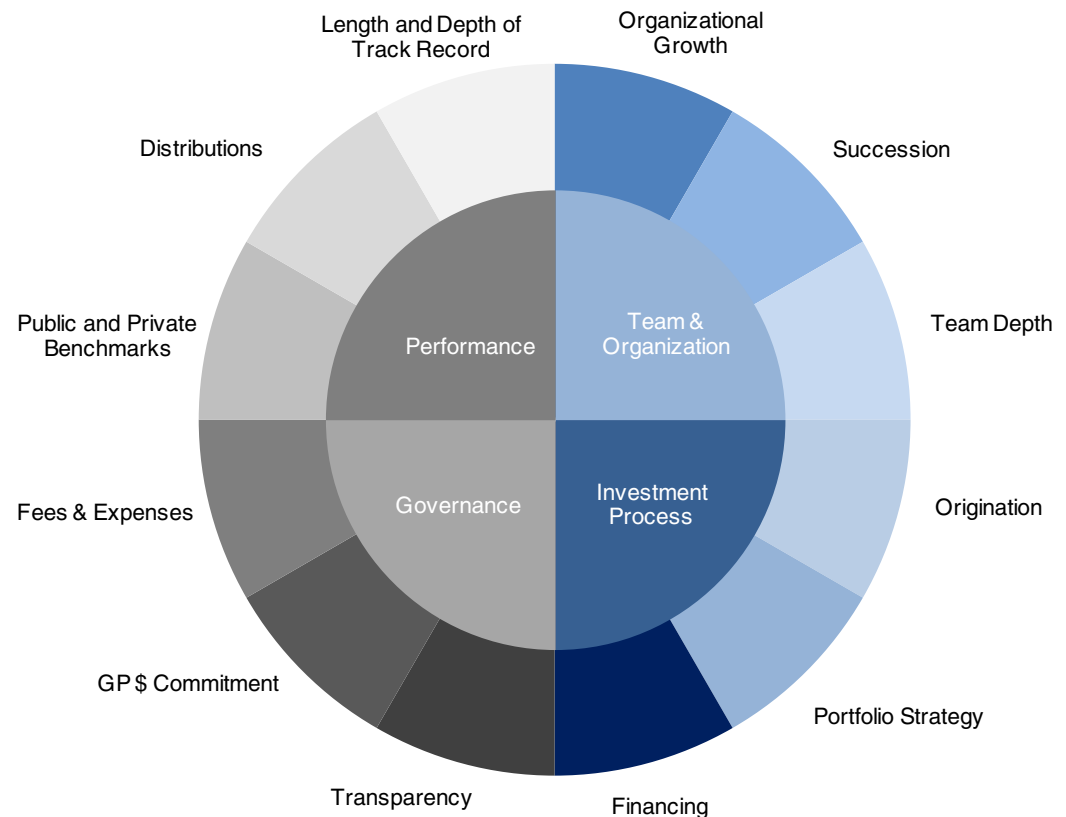 Length and Depth of
Track Record
Organizational
Growth
Distributions
Succession
Public and Private
Benchmarks
Performance
Team &
Organization
Team Depth
Fees & Expenses
Governance
Investment
Process
Origination
GP $ Commitment
Portfolio Strategy
Transparency
Financing